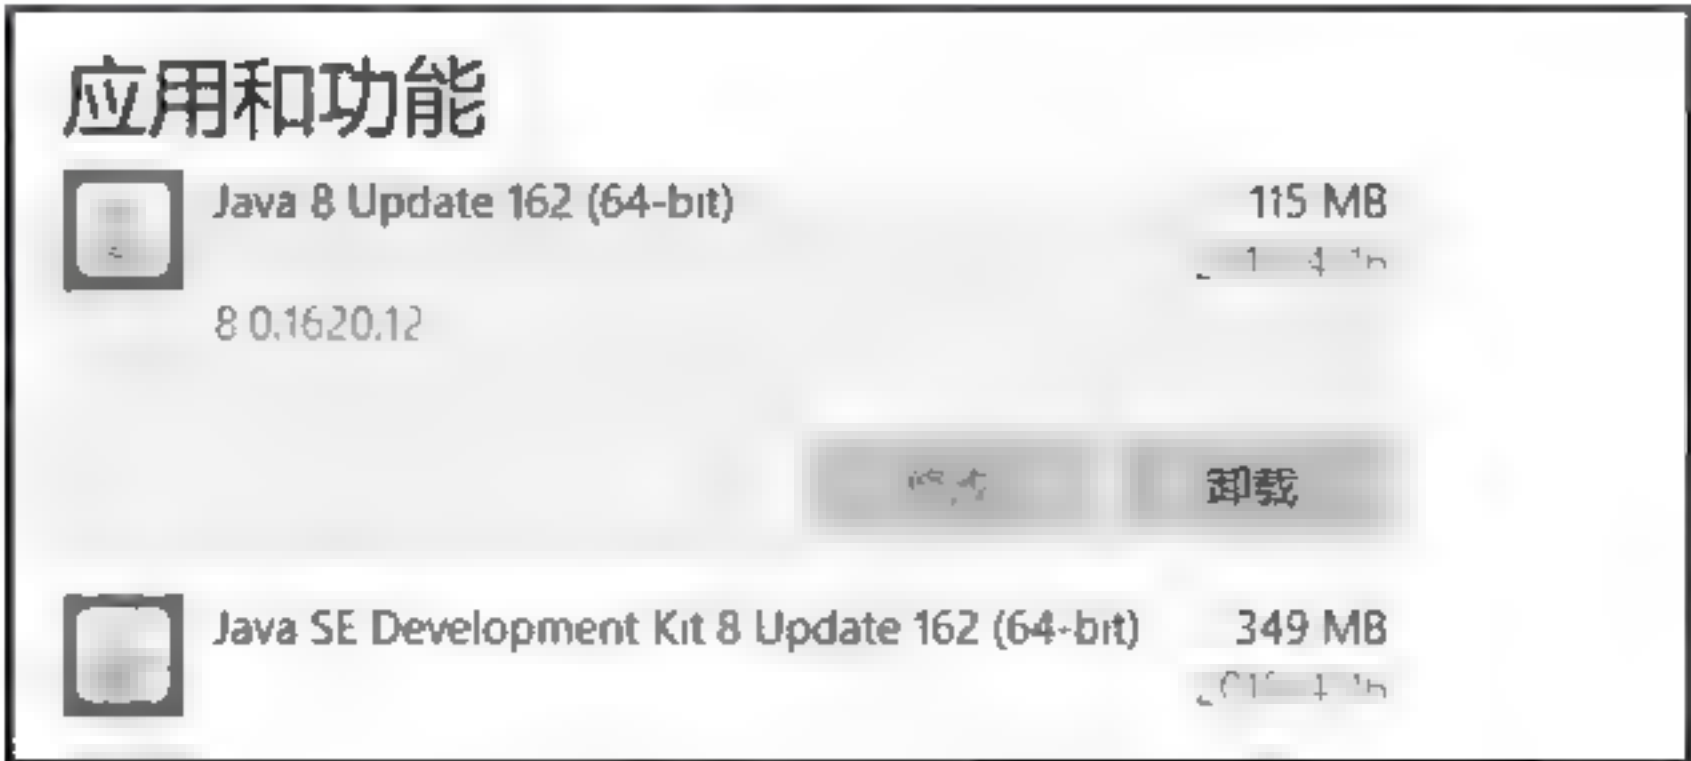 应用和功能
Java 8 Update 162 (64-bit)
115 MB
8.0.1620.12
卸载
Java SE Development Kit 8 Update 162 (64-bit)
349 MB